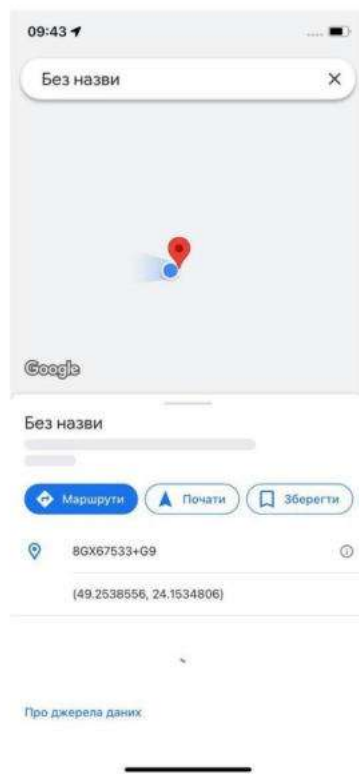 09:43
Без назви
Google
Без назви
Маршрути
Почати
Зберегти
8GX67533+G9
(49.2538556, 24.1534806)
Про джерела даних